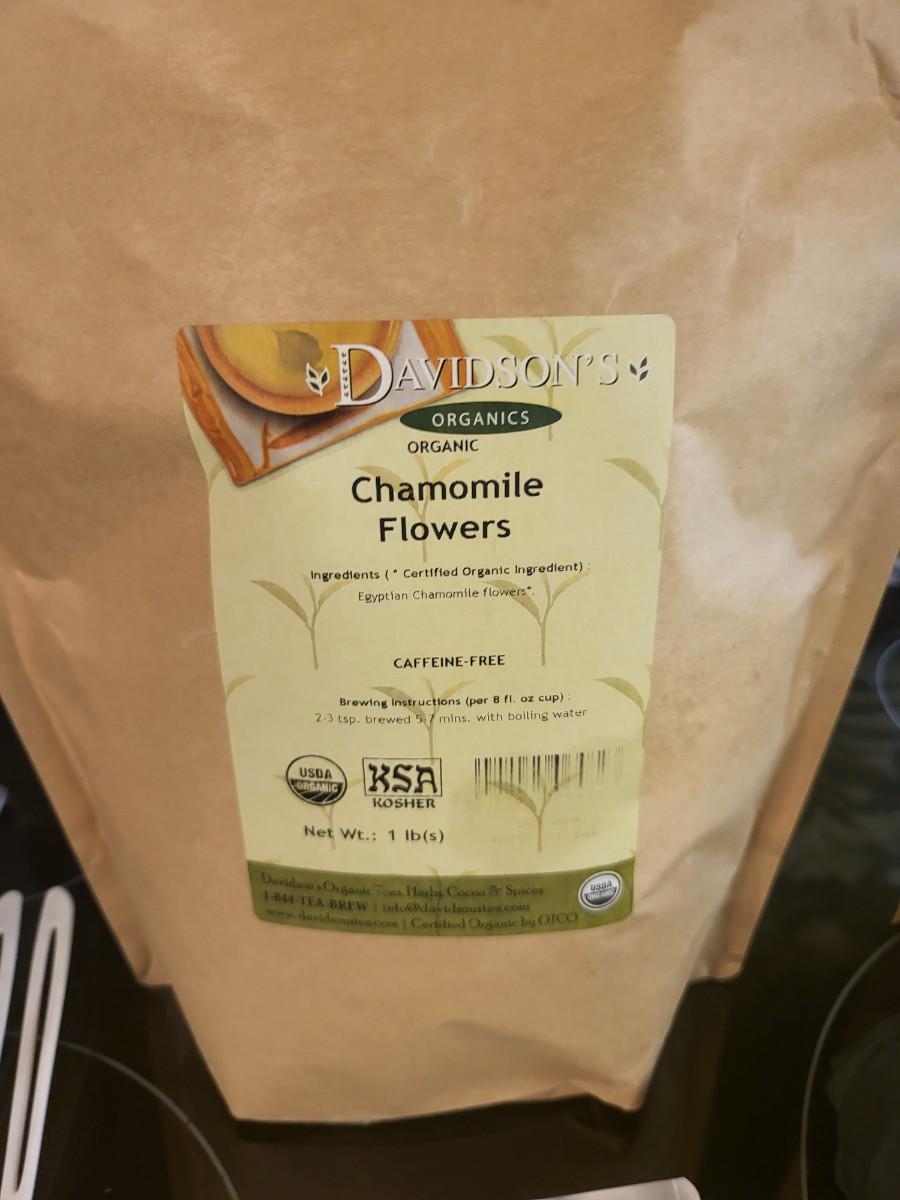 DAVIDSON'S
ORGANICS
ORGANIC
Chamomile
Flowers
Ingredients ( * Certified Organic Ingredient) :
Egyptian Chamomile flowers*.
CAFFEINE-FREE
Brewing Instructions (per 8 fl. oz cup) :
2-3 tsp. brewed 5-7 mins. with boiling water
USDA
ORGANIC
KSA
KOSHER
Net Wt.: 1 lb(s)
Davidson's Organic Teas, Herbs, Cocoa & Spices
1-844-TEA-BREW | info@davidsonstea.com
www.davidsonstea.com | Certified Organic by OTCO
USDA
ORGANIC